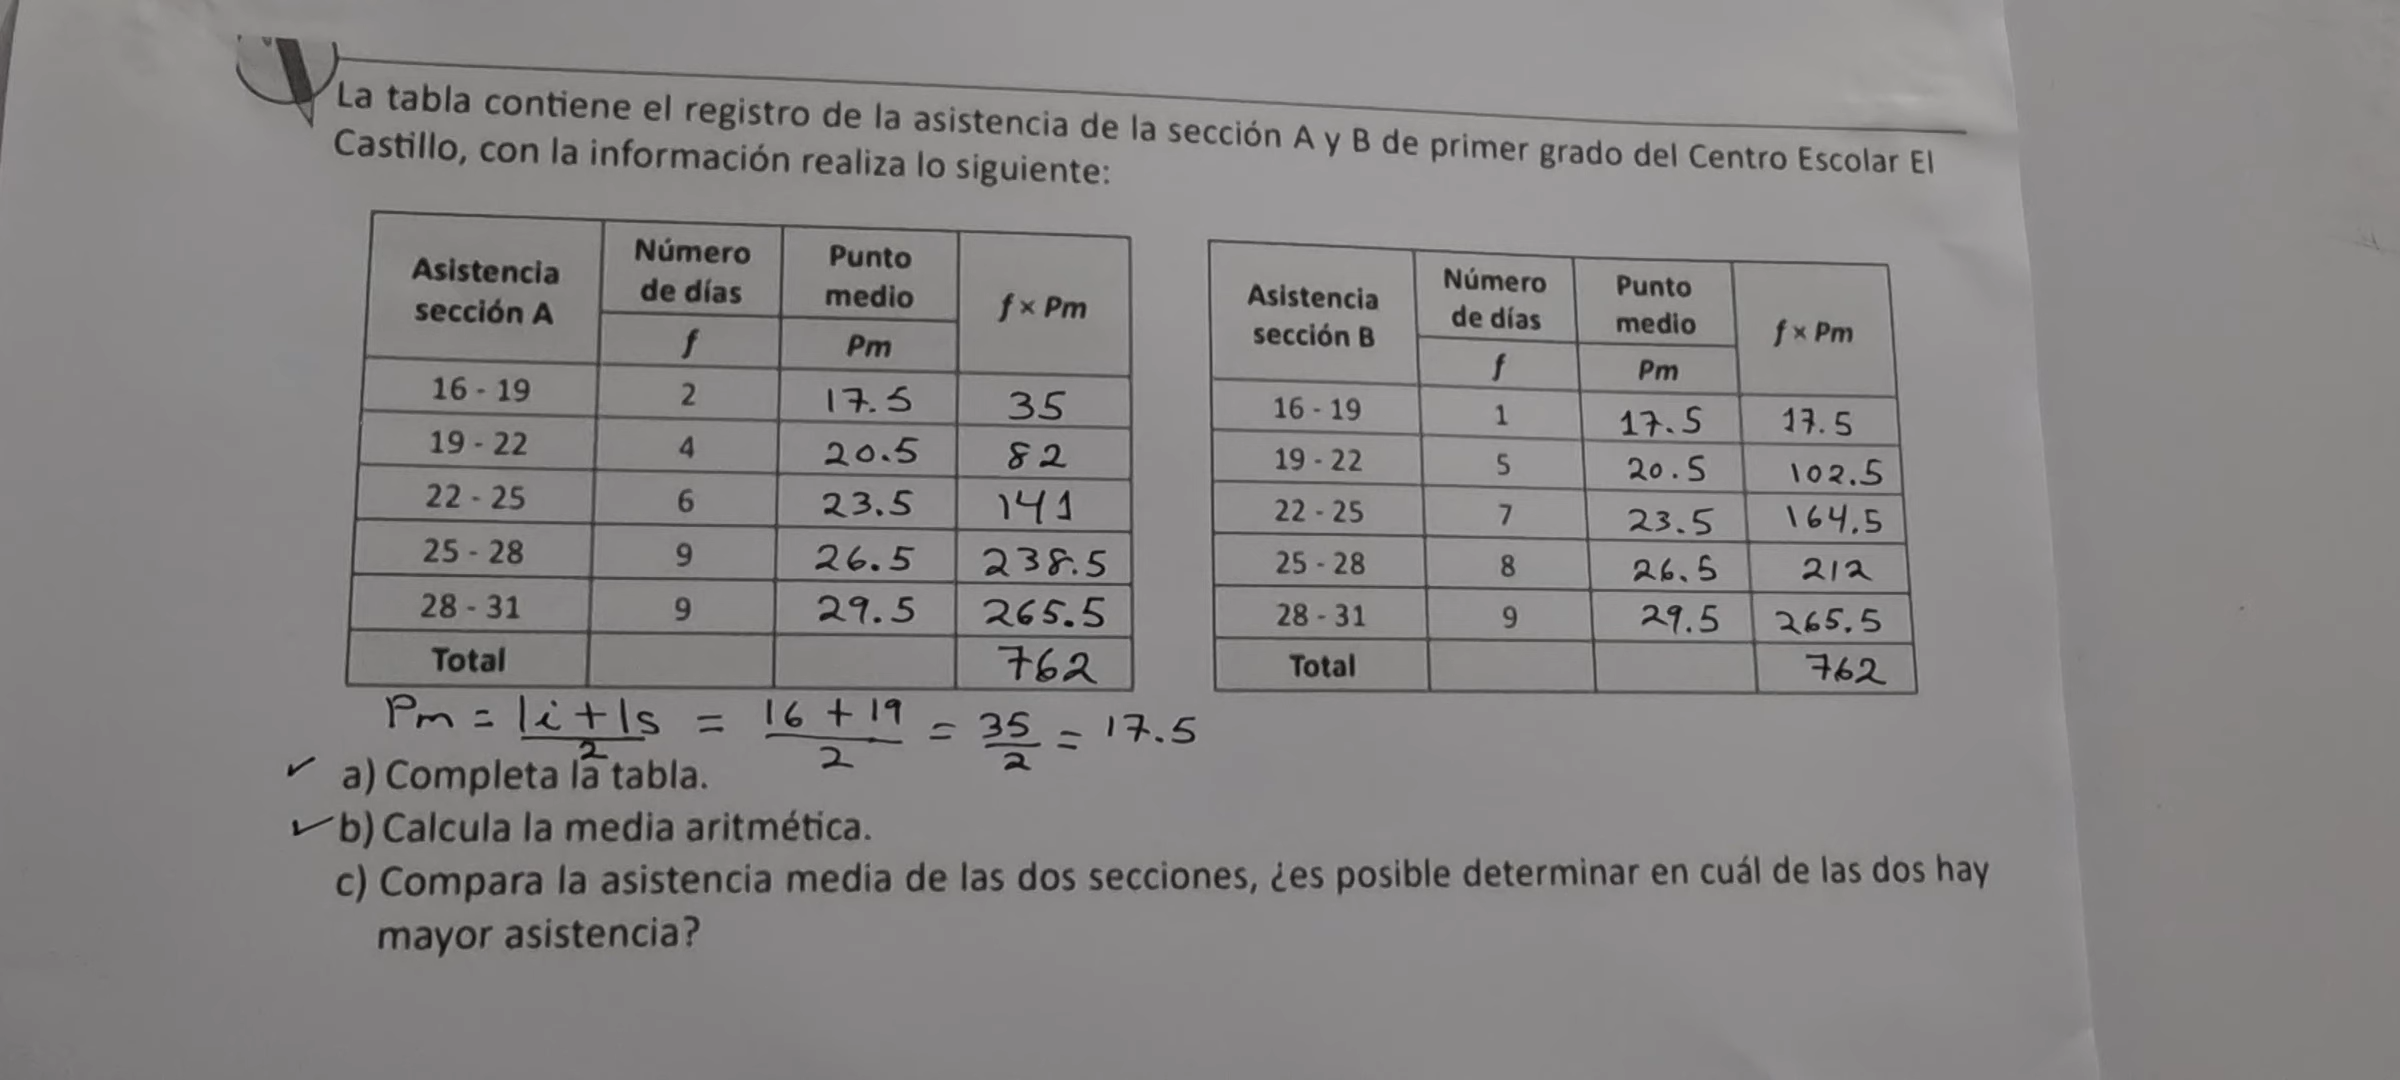 La tabla contiene el registro de la asistencia de la sección A y B de primer grado del Centro Escolar El
Castillo, con la información realiza lo siguiente:
Asistencia sección A | Número de días f | Punto medio Pm | f × Pm
16 - 19 | 2 | 17.5 | 35
19 - 22 | 4 | 20.5 | 82
22 - 25 | 6 | 23.5 | 141
25 - 28 | 9 | 26.5 | 238.5
28 - 31 | 9 | 29.5 | 265.5
Total | | | 762
Asistencia sección B | Número de días f | Punto medio Pm | f × Pm
16 - 19 | 1 | 17.5 | 17.5
19 - 22 | 5 | 20.5 | 102.5
22 - 25 | 7 | 23.5 | 164.5
25 - 28 | 8 | 26.5 | 212
28 - 31 | 9 | 29.5 | 265.5
Total | | | 762
Pm = li + ls / 2 = 16 + 19 / 2 = 35 / 2 = 17.5
✓ a) Completa la tabla.
✓ b) Calcula la media aritmética.
c) Compara la asistencia media de las dos secciones, ¿es posible determinar en cuál de las dos hay
mayor asistencia?